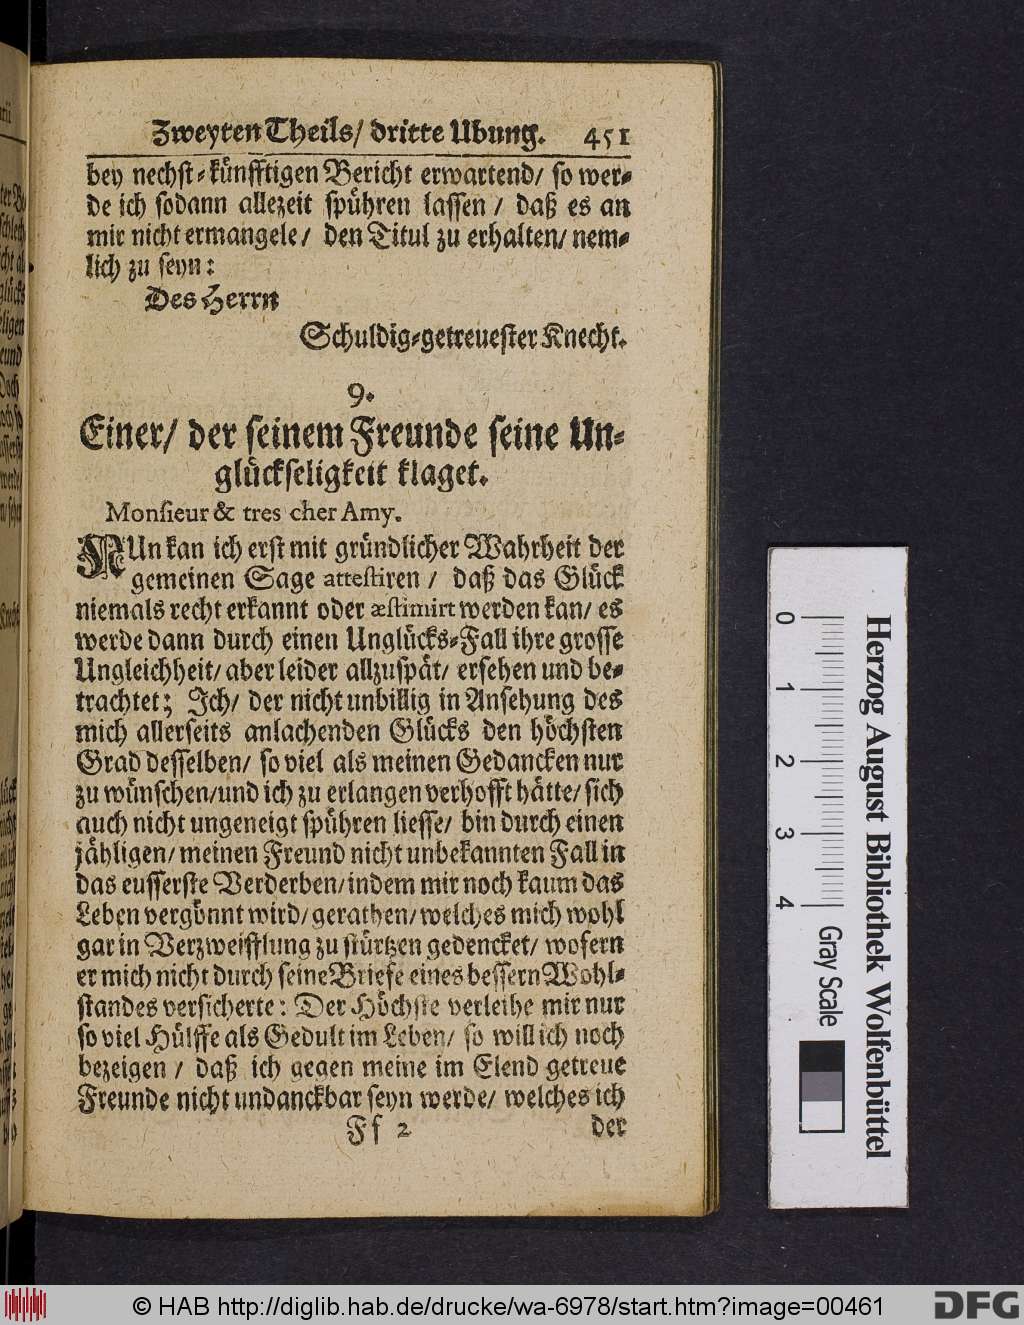 Zweyten Theils/ dritte Ubung. 451
bey nechst-künfftigen Bericht erwartend/ so wer-
de ich sodann allezeit spühren lassen/ daß es an
mir nicht ermangele/ den Titul zu erhalten/ nem-
lich zu seyn:
Des Herrn
Schuldig-getreuester Knecht.
9.
Einer/ der seinem Freunde seine Un-
glückseligkeit klaget.
Monsieur & tres cher Amy.
NUn kan ich erst mit gründlicher Wahrheit der
gemeinen Sage attestiren/ daß das Glück
niemals recht erkannt oder æstimirt werden kan/ es
werde dann durch einen Unglücks-Fall ihre grosse
Ungleichheit/ aber leider allzuspät/ ersehen und be-
trachtet; Ich/ der nicht unbillig in Ansehung des
mich allerseits anlachenden Glücks den höchsten
Grad desselben/ so viel als meinen Gedancken nur
zu wünschen/ und ich zu erlangen verhofft hätte/ sich
auch nicht ungeneigt spühren liesse/ bin durch einen
jähligen/ meinen Freund nicht unbekannten Fall in
das eusserste Verderben/ indem mir noch kaum das
Leben vergönnt wird/ gerathen/ welches mich wohl
gar in Verzweifflung zu stürtzen gedencket/ wofern
er mich nicht durch seine Briefe eines bessern Wohl-
standes versicherte: Der Höchste verleihe mir nur
so viel Hülffe als Gedult im Leben/ so will ich noch
bezeigen/ daß ich gegen meine im Elend getreue
Freunde nicht undanckbar seyn werde/ welches ich
Ff 2 der
0 1 2 3 4
Gray Scale
Herzog August Bibliothek Wolfenbüttel
© HAB http://diglib.hab.de/drucke/wa-6978/start.htm?image=00461
DFG